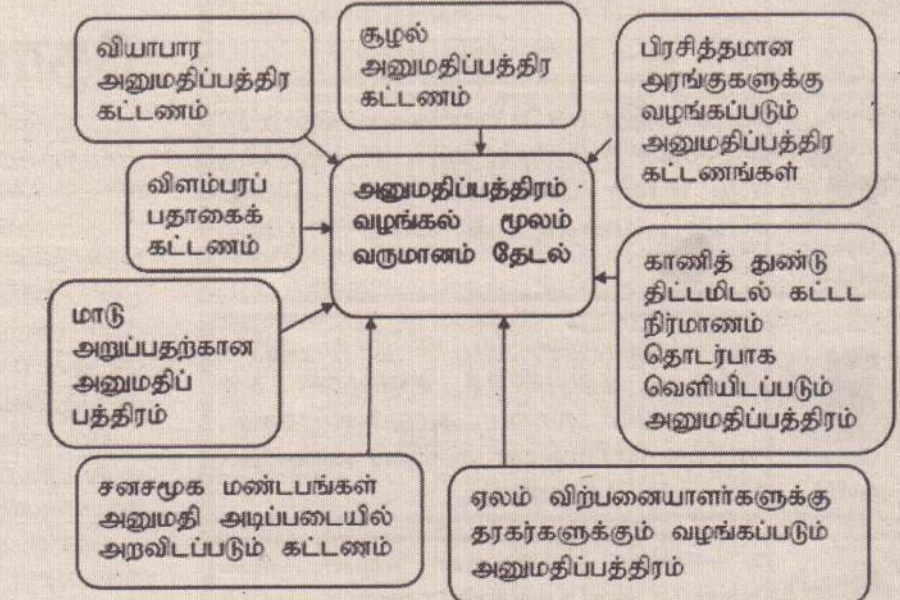 வியாபார
அனுமதிப்பத்திர
கட்டணம்
சூழல்
அனுமதிப்பத்திர
கட்டணம்
பிரசித்தமான
அரங்குகளுக்கு
வழங்கப்படும்
அனுமதிப்பத்திர
கட்டணங்கள்
விளம்பரப்
பதாகைக்
கட்டணம்
அனுமதிப்பத்திரம்
வழங்கல் மூலம்
வருமானம் தேடல்
காணித் துண்டு
திட்டமிடல் கட்டட
நிர்மாணம்
தொடர்பாக
வெளியிடப்படும்
அனுமதிப்பத்திரம்
மாடு
அறுப்பதற்கான
அனுமதிப்
பத்திரம்
சனசமூக மண்டபங்கள்
அனுமதி அடிப்படையில்
அறவிடப்படும் கட்டணம்
ஏலம் விற்பனையாளர்களுக்கு
தரகர்களுக்கும் வழங்கப்படும்
அனுமதிப்பத்திரம்